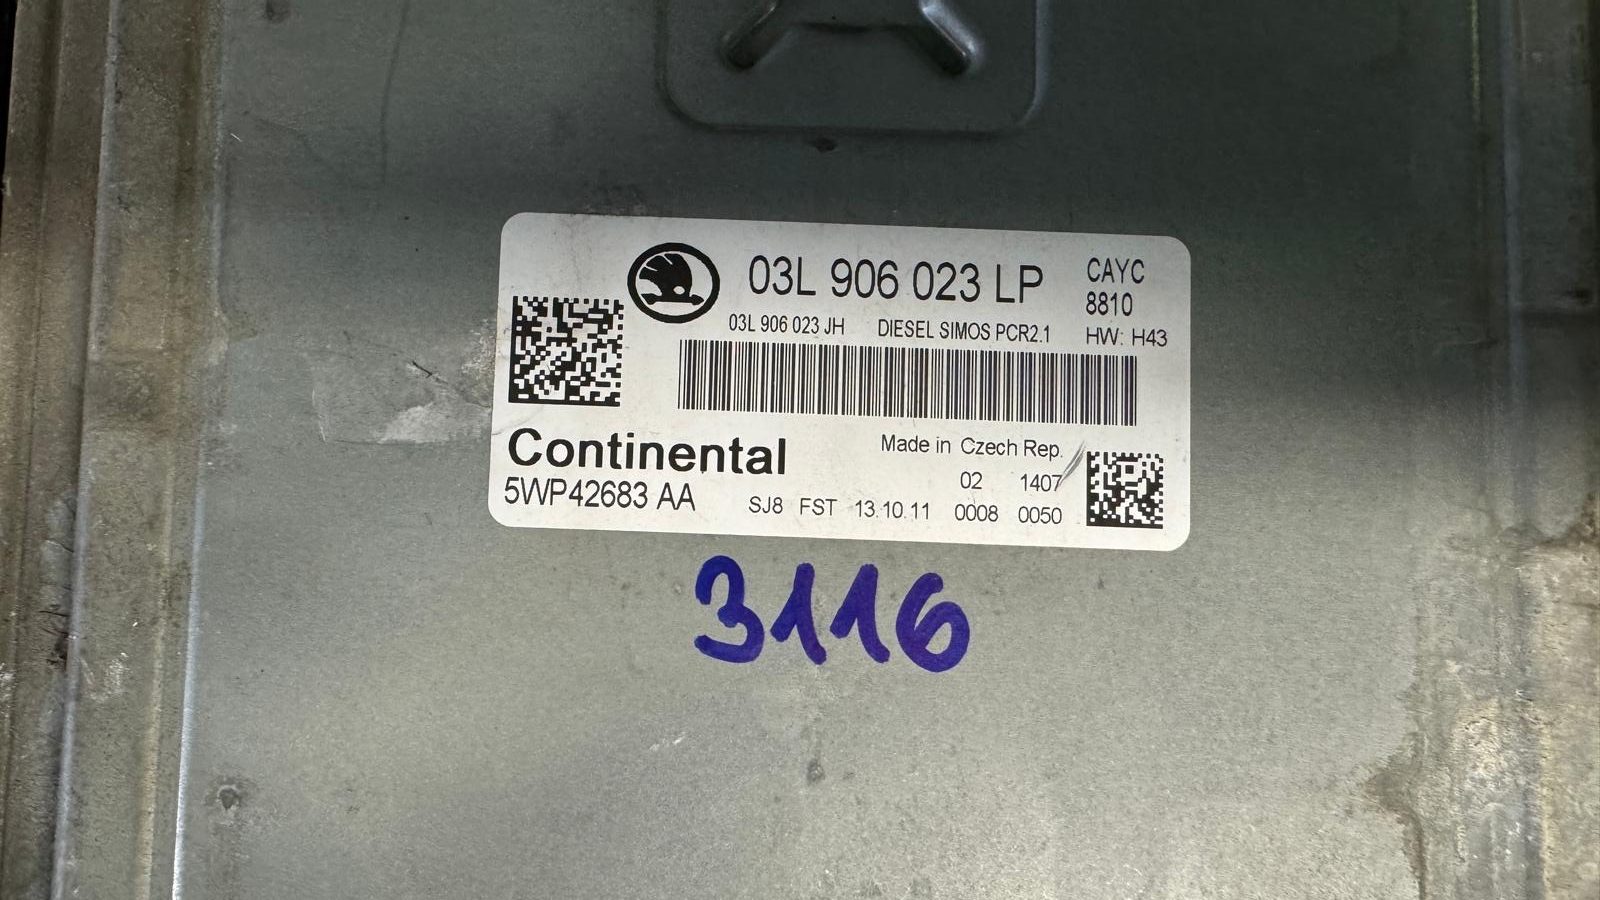 03L 906 023 LP
CAYC
8810
03L 906 023 JH DIESEL SIMOS PCR2.1 HW: H43
Continental
Made in Czech Rep.
5WP42683 AA
02 1407
SJ8 FST 13.10.11 0008 0050
3116